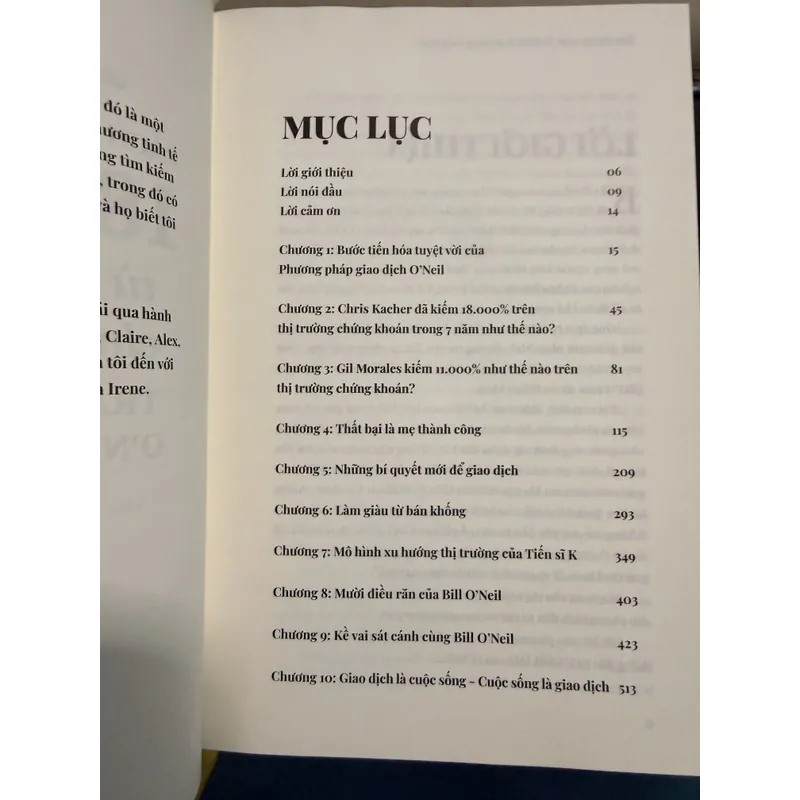 đó là một
hương tinh tế
ng tìm kiếm
, trong đó có
à họ biết tôi
i qua hành
, Claire, Alex,
tôi đến với
Irene.
MỤC LỤC
Lời giới thiệu 06
Lời nói đầu 09
Lời cảm ơn 14
Chương 1: Bước tiến hóa tuyệt vời của 15
Phương pháp giao dịch O’Neil
Chương 2: Chris Kacher đã kiếm 18.000% trên 45
thị trường chứng khoán trong 7 năm như thế nào?
Chương 3: Gil Morales kiếm 11.000% như thế nào trên 81
thị trường chứng khoán?
Chương 4: Thất bại là mẹ thành công 115
Chương 5: Những bí quyết mới để giao dịch 209
Chương 6: Làm giàu từ bán khống 293
Chương 7: Mô hình xu hướng thị trường của Tiến sĩ K 349
Chương 8: Mười điều răn của Bill O’Neil 403
Chương 9: Kề vai sát cánh cùng Bill O’Neil 423
Chương 10: Giao dịch là cuộc sống - Cuộc sống là giao dịch 513